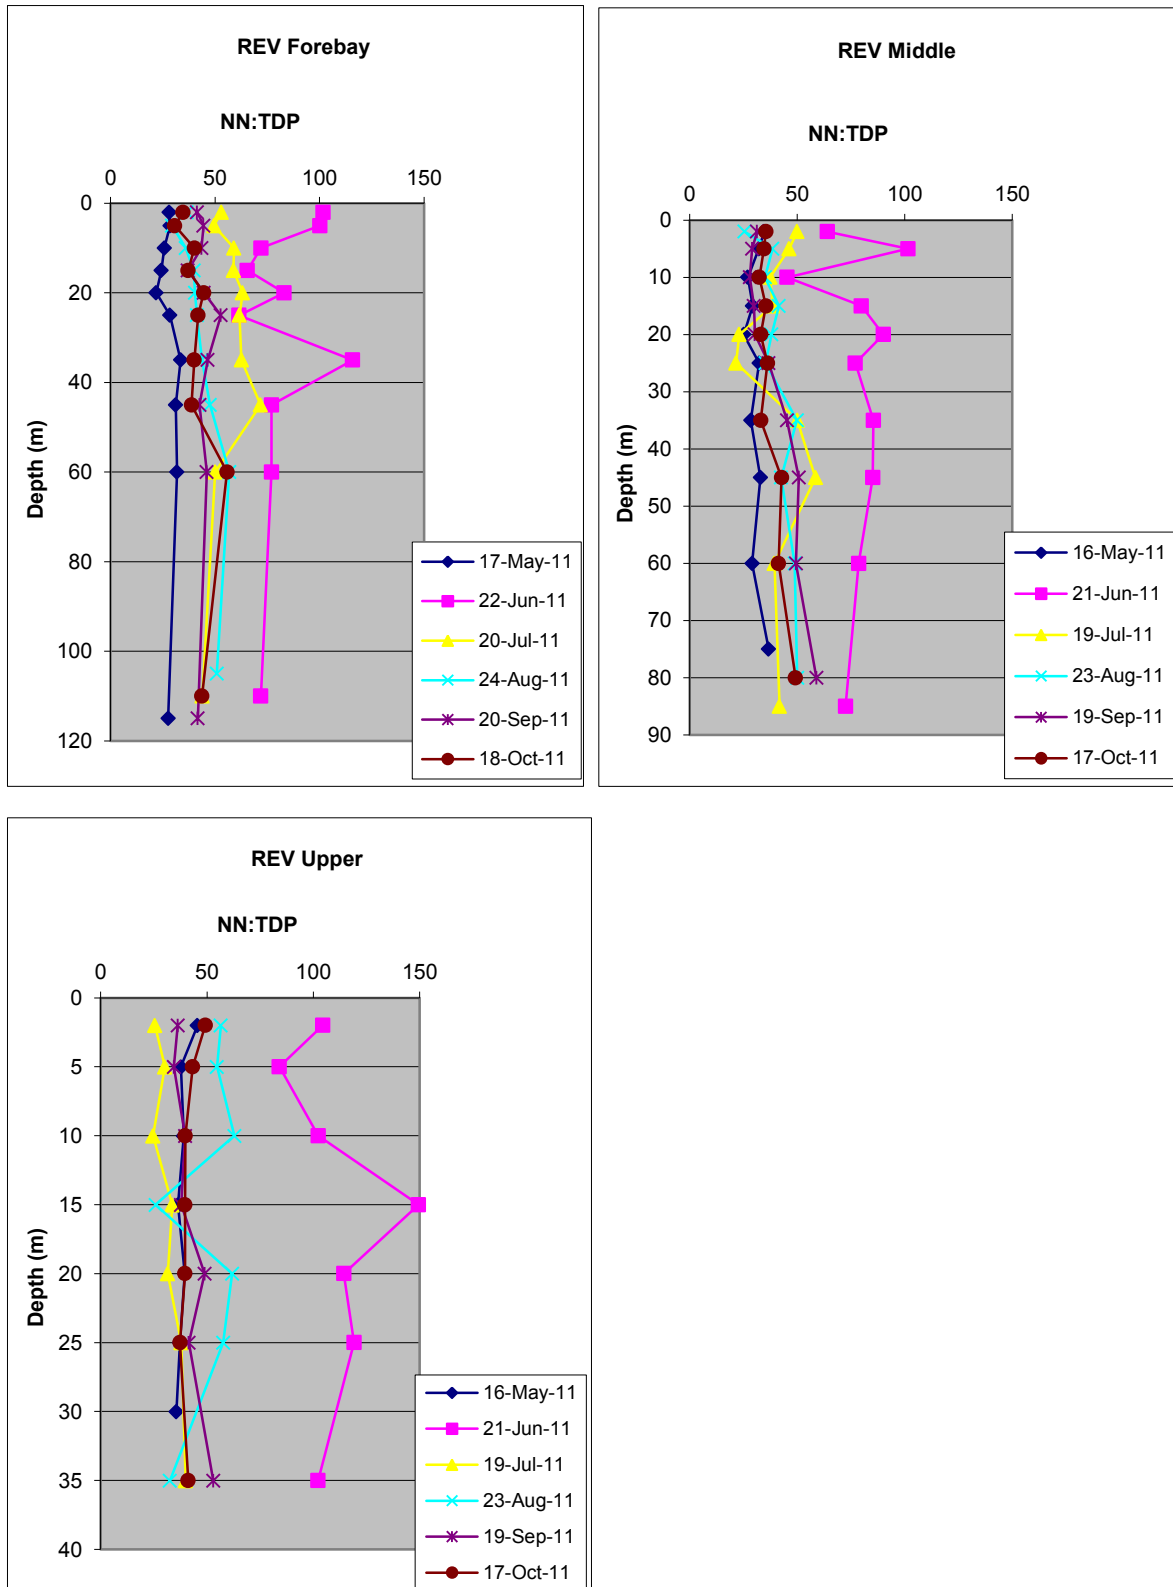 REV Forebay
NN:TDP
0 50 100 150
0
20
40
60
80
100
120
Depth (m)
17-May-11
22-Jun-11
20-Jul-11
24-Aug-11
20-Sep-11
18-Oct-11
REV Middle
NN:TDP
0 50 100 150
0
10
20
30
40
50
60
70
80
90
Depth (m)
16-May-11
21-Jun-11
19-Jul-11
23-Aug-11
19-Sep-11
17-Oct-11
REV Upper
NN:TDP
0 50 100 150
0
5
10
15
20
25
30
35
40
Depth (m)
16-May-11
21-Jun-11
19-Jul-11
23-Aug-11
19-Sep-11
17-Oct-11